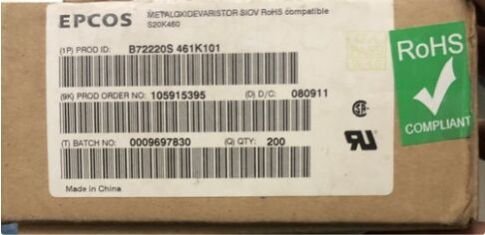 EPCOS
METALOXIDEVARISTOR SIOV RoHS compatible
S20K460
(1P) PROD ID: B72220S 461K101
(9K) PROD ORDER NO: 105915395 (D) D/C: 080911
(T) BATCH NO: 0009697830 (Q) QTY: 200
Made in China
RoHS
COMPLIANT